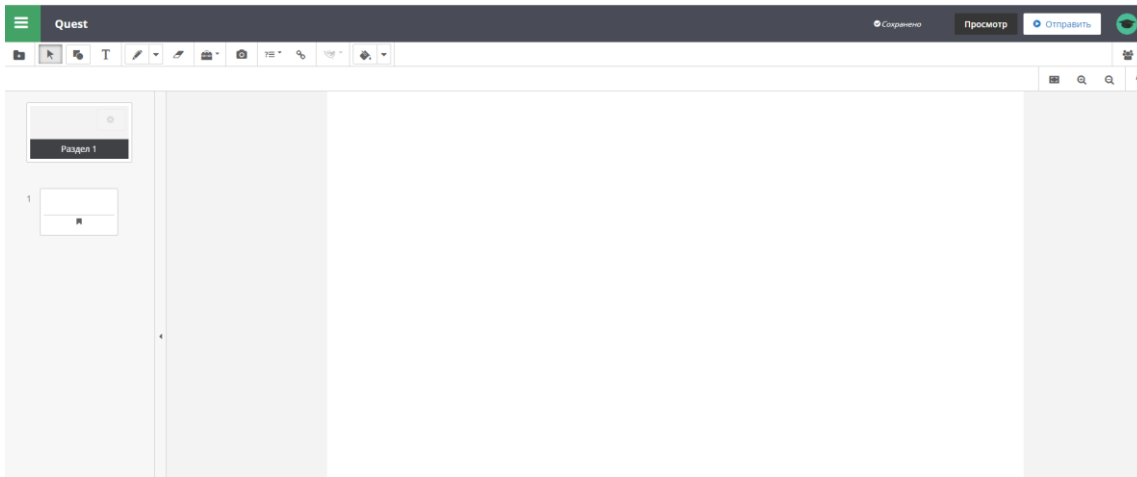 Quest
Сохранено
Просмотр
Отправить
T
?=
Раздел 1
1